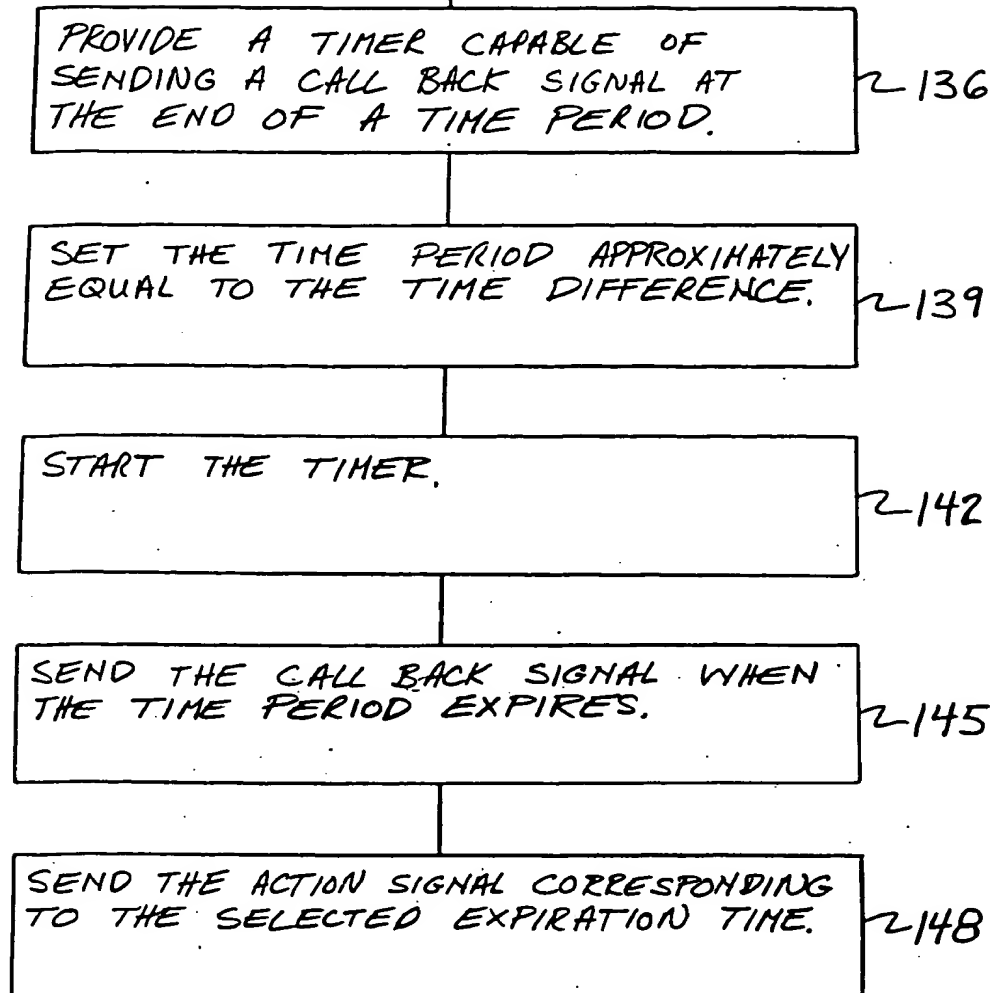 PROVIDE A TIMER CAPABLE OF
SENDING A CALL BACK SIGNAL AT
THE END OF A TIME PERIOD.
136
SET THE TIME PERIOD APPROXIMATELY
EQUAL TO THE TIME DIFFERENCE.
139
START THE TIMER.
142
SEND THE CALL BACK SIGNAL WHEN
THE TIME PERIOD EXPIRES.
145
SEND THE ACTION SIGNAL CORRESPONDING
TO THE SELECTED EXPIRATION TIME.
148